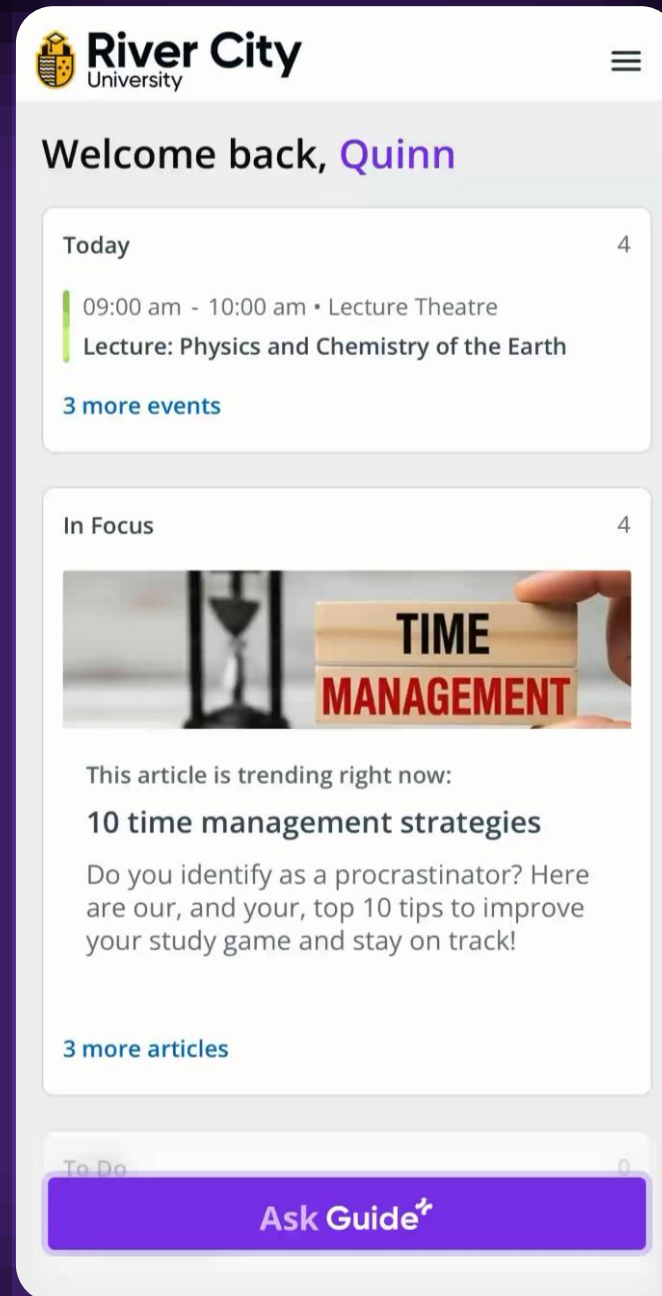 River City
University
Welcome back, Quinn
Today 4
09:00 am - 10:00 am • Lecture Theatre
Lecture: Physics and Chemistry of the Earth
3 more events
In Focus 4
TIME
MANAGEMENT
This article is trending right now:
10 time management strategies
Do you identify as a procrastinator? Here
are our, and your, top 10 tips to improve
your study game and stay on track!
3 more articles
To Do 0
Ask Guide